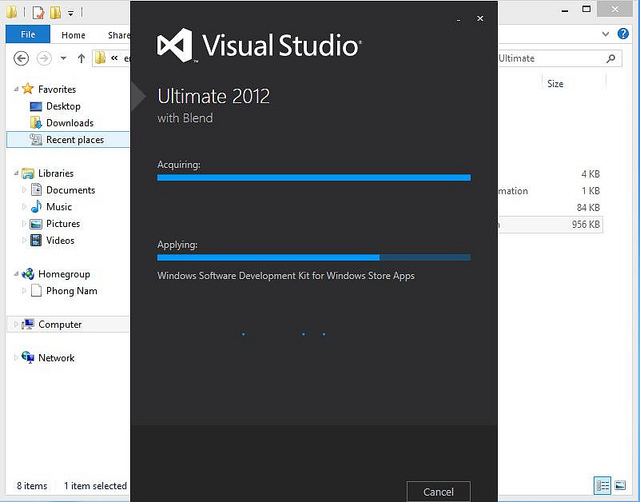 File
Home
Share
« en
Ultimate
Size
Favorites
Desktop
Downloads
Recent places
Libraries
Documents
Music
Pictures
Videos
Homegroup
Phong Nam
Computer
Network
Visual Studio
Ultimate 2012
with Blend
Acquiring:
Applying:
Windows Software Development Kit for Windows Store Apps
Cancel
4 KB
mation
1 KB
84 KB
956 KB
8 items
1 item selected